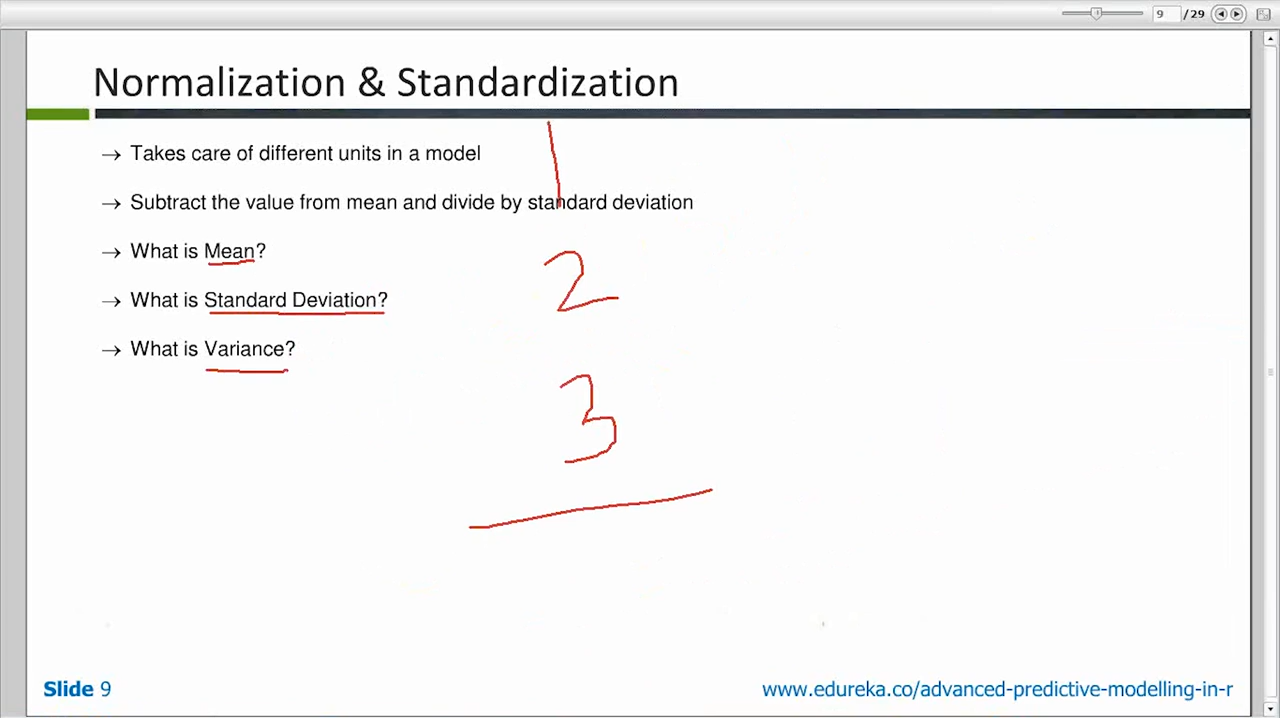 9 /29
Normalization & Standardization
→ Takes care of different units in a model
→ Subtract the value from mean and divide by standard deviation
→ What is Mean?
→ What is Standard Deviation?
→ What is Variance?
1
2
3
Slide 9
www.edureka.co/advanced-predictive-modelling-in-r